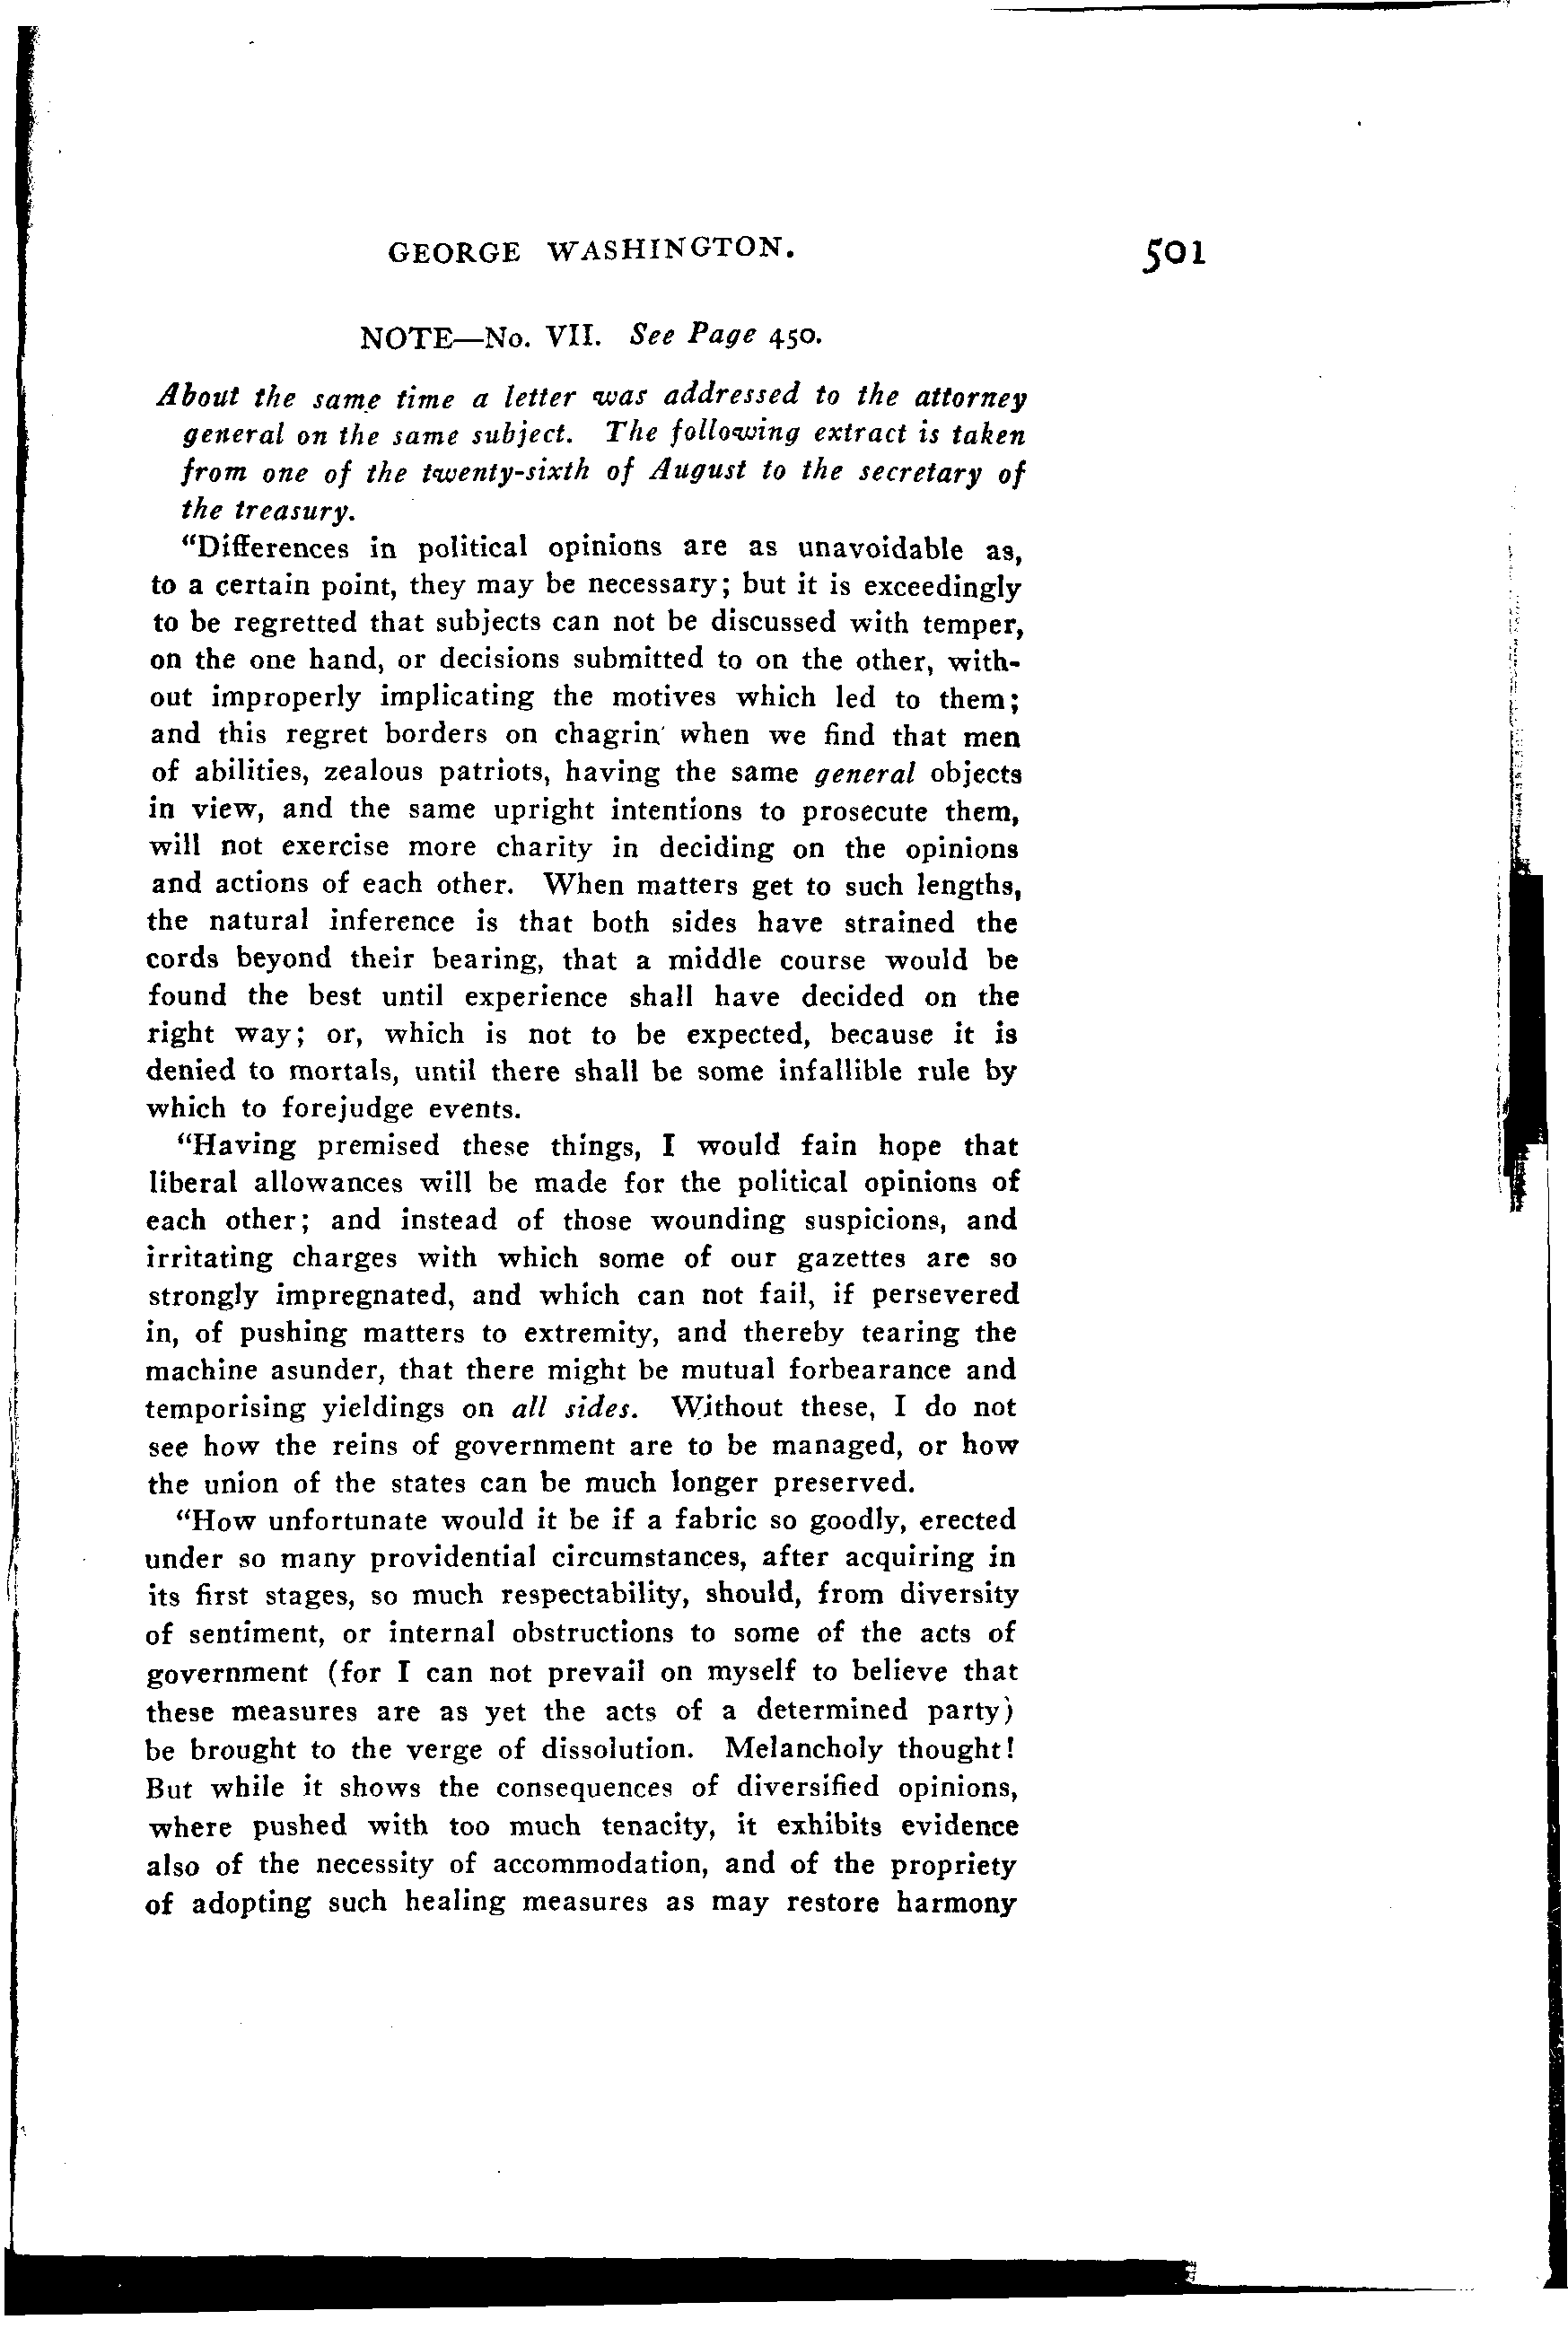 GEORGE WASHINGTON. 501
NOTE—No. VII. See Page 450.
About the same time a letter was addressed to the attorney
general on the same subject. The following extract is taken
from one of the twenty-sixth of August to the secretary of
the treasury.
"Differences in political opinions are as unavoidable as,
to a certain point, they may be necessary; but it is exceedingly
to be regretted that subjects can not be discussed with temper,
on the one hand, or decisions submitted to on the other, with-
out improperly implicating the motives which led to them;
and this regret borders on chagrin when we find that men
of abilities, zealous patriots, having the same general objects
in view, and the same upright intentions to prosecute them,
will not exercise more charity in deciding on the opinions
and actions of each other. When matters get to such lengths,
the natural inference is that both sides have strained the
cords beyond their bearing, that a middle course would be
found the best until experience shall have decided on the
right way; or, which is not to be expected, because it is
denied to mortals, until there shall be some infallible rule by
which to forejudge events.
"Having premised these things, I would fain hope that
liberal allowances will be made for the political opinions of
each other; and instead of those wounding suspicions, and
irritating charges with which some of our gazettes are so
strongly impregnated, and which can not fail, if persevered
in, of pushing matters to extremity, and thereby tearing the
machine asunder, that there might be mutual forbearance and
temporising yieldings on all sides. Without these, I do not
see how the reins of government are to be managed, or how
the union of the states can be much longer preserved.
"How unfortunate would it be if a fabric so goodly, erected
under so many providential circumstances, after acquiring in
its first stages, so much respectability, should, from diversity
of sentiment, or internal obstructions to some of the acts of
government (for I can not prevail on myself to believe that
these measures are as yet the acts of a determined party)
be brought to the verge of dissolution. Melancholy thought!
But while it shows the consequences of diversified opinions,
where pushed with too much tenacity, it exhibits evidence
also of the necessity of accommodation, and of the propriety
of adopting such healing measures as may restore harmony